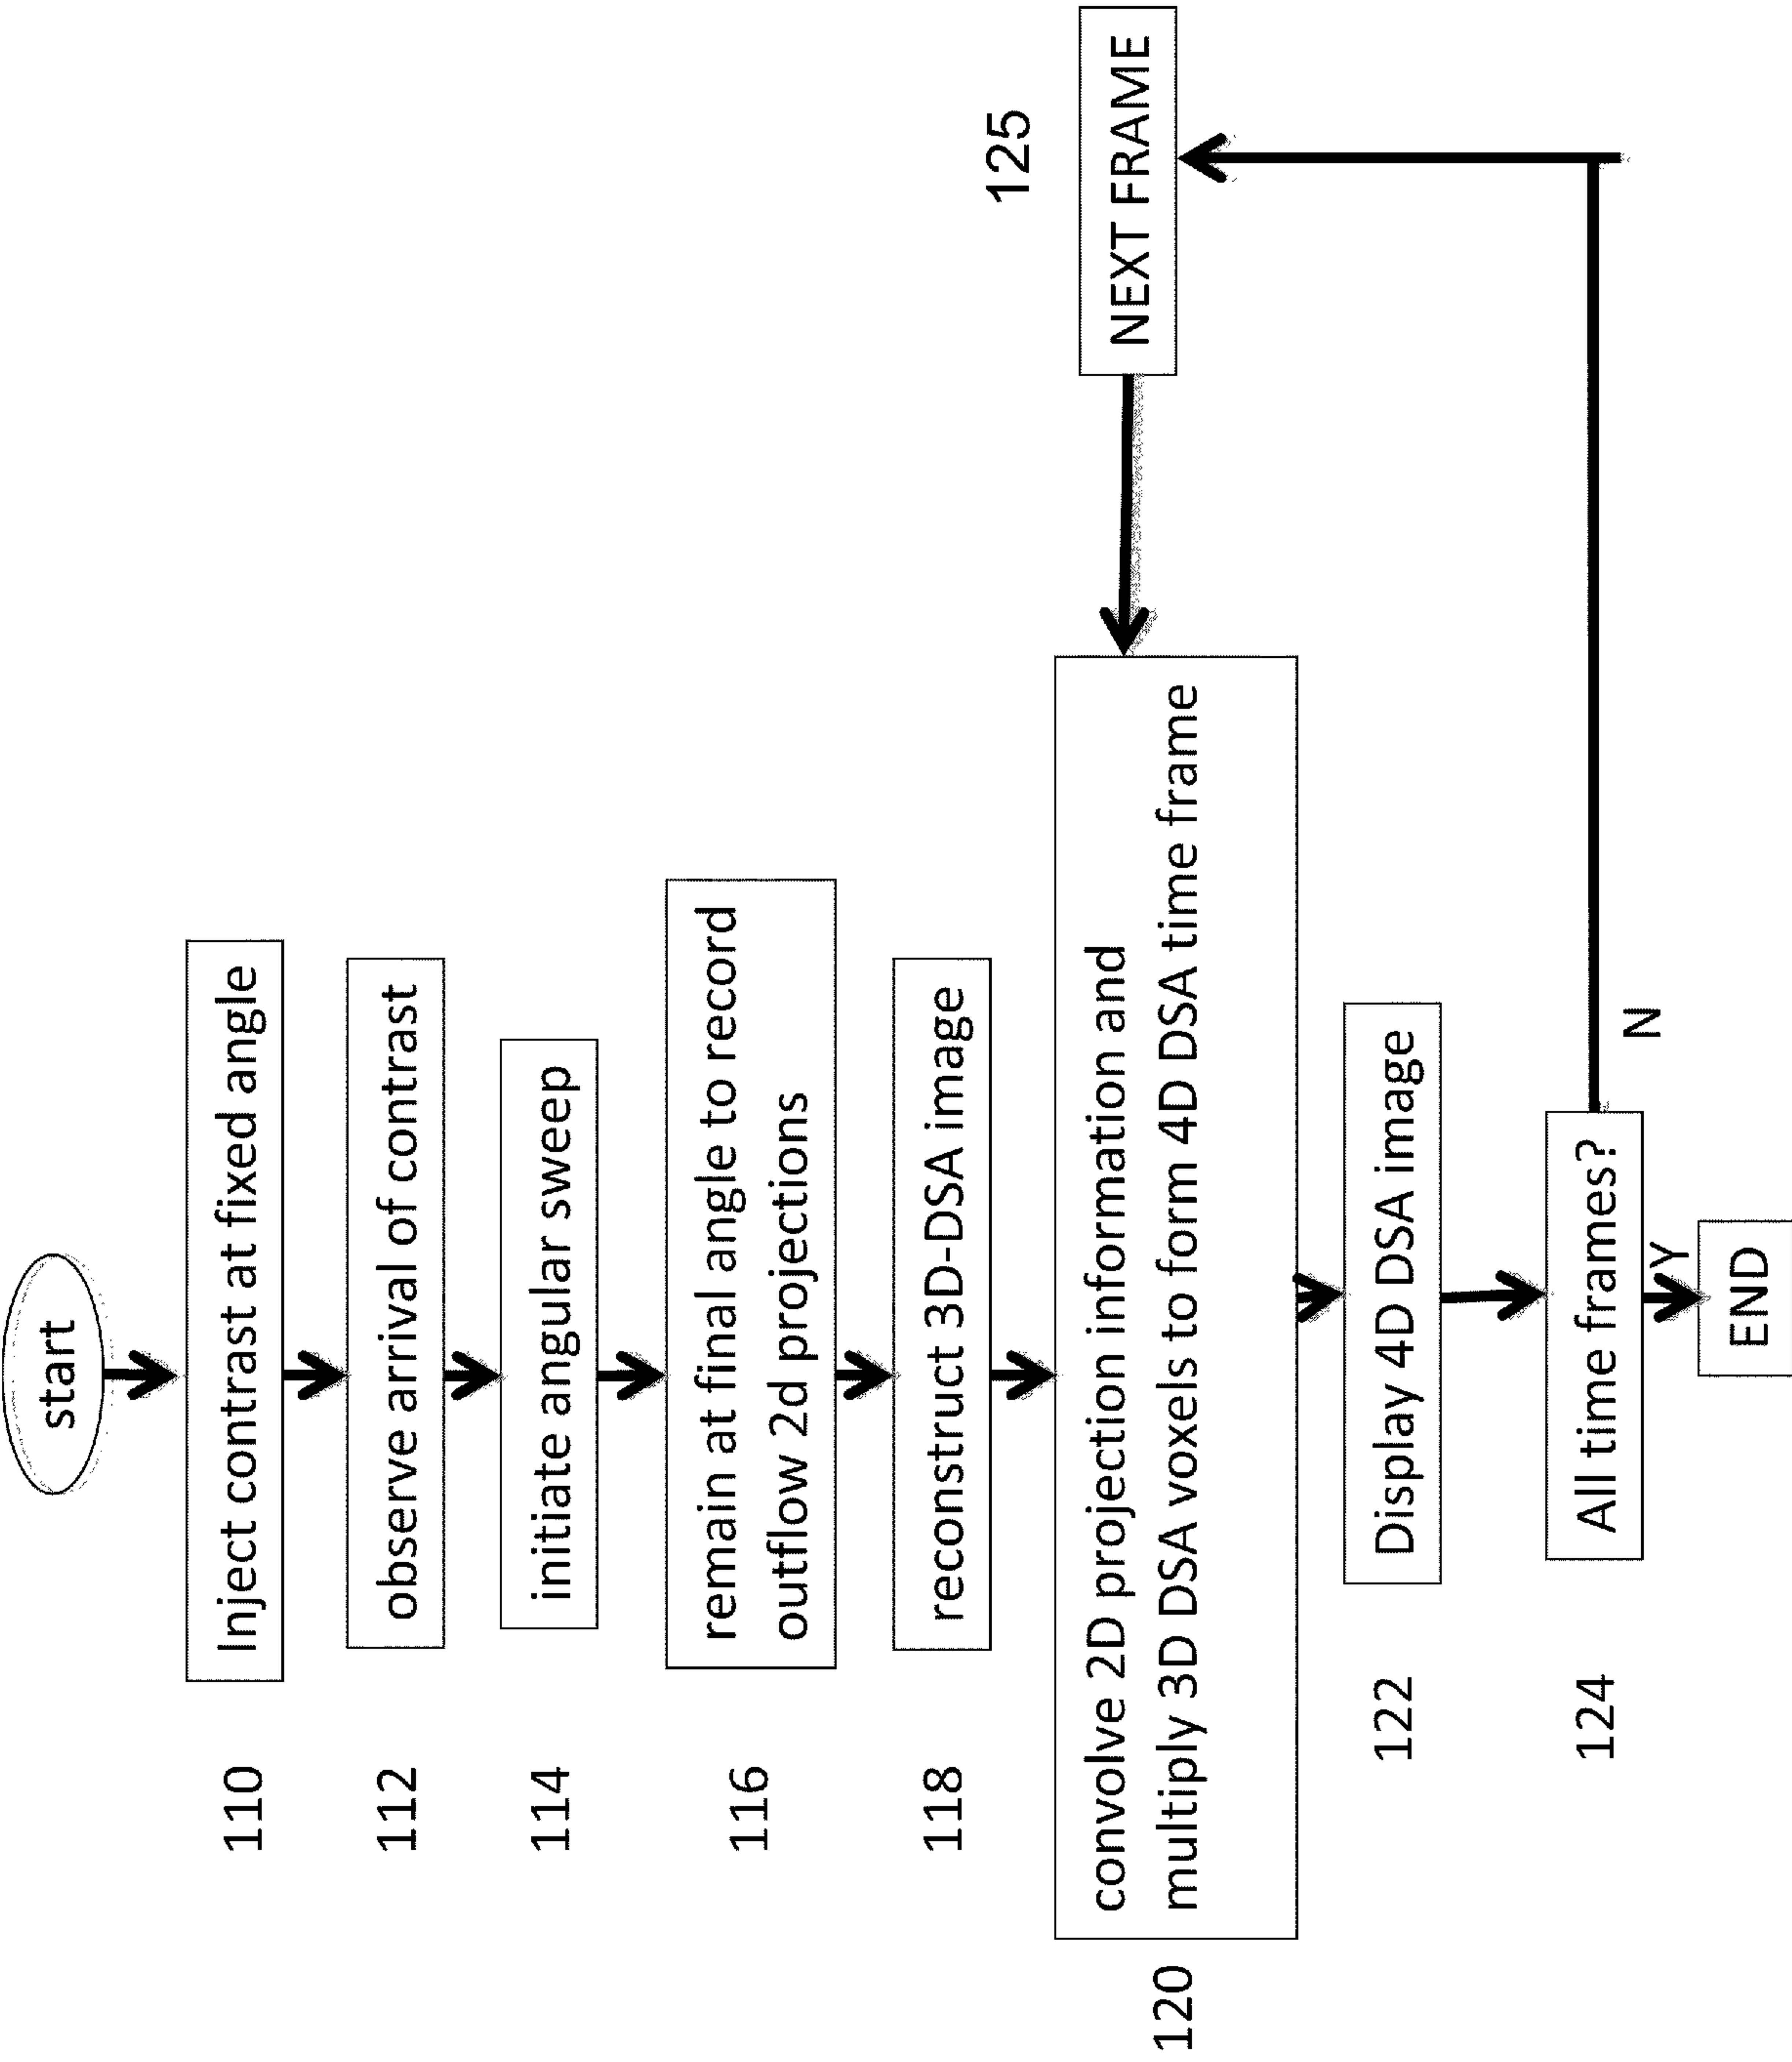 start
110
Inject contrast at fixed angle
112
observe arrival of contrast
114
initiate angular sweep
116
remain at final angle to record
outflow 2d projections
118
reconstruct 3D-DSA image
120
convolve 2D projection information and
multiply 3D DSA voxels to form 4D DSA time frame
125
NEXT FRAME
122
Display 4D DSA image
124
All time frames?
N
Y
END